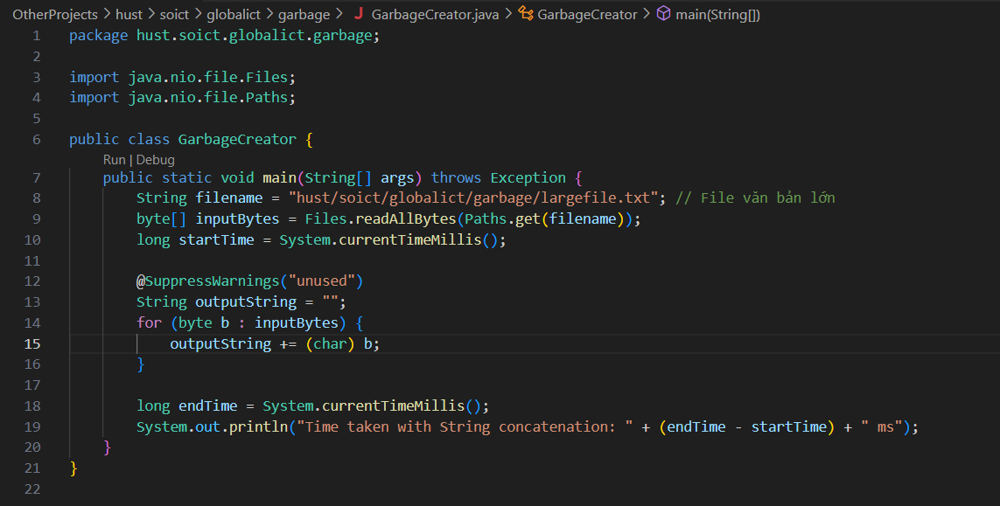 OtherProjects > hust > soict > globalict > garbage > J GarbageCreator.java > GarbageCreator > main(String[])
1 package hust.soict.globalict.garbage;
2
3 import java.nio.file.Files;
4 import java.nio.file.Paths;
5
6 public class GarbageCreator {
Run | Debug
7 public static void main(String[] args) throws Exception {
8 String filename = "hust/soict/globalict/garbage/largefile.txt"; // File văn bản lớn
9 byte[] inputBytes = Files.readAllBytes(Paths.get(filename));
10 long startTime = System.currentTimeMillis();
11
12 @SuppressWarnings("unused")
13 String outputString = "";
14 for (byte b : inputBytes) {
15 outputString += (char) b;
16 }
17
18 long endTime = System.currentTimeMillis();
19 System.out.println("Time taken with String concatenation: " + (endTime - startTime) + " ms");
20 }
21 }
22